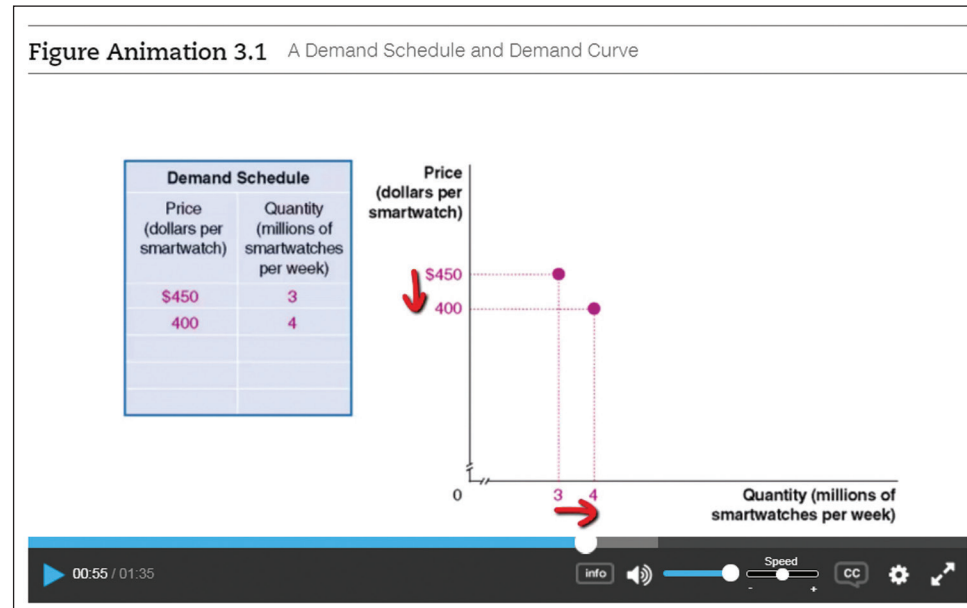 Figure Animation 3.1 A Demand Schedule and Demand Curve
Demand Schedule
Price
(dollars per
smartwatch)
Quantity
(millions of
smartwatches
per week)
$450 3
400 4
Price
(dollars per
smartwatch)
$450
400
0
3 4
Quantity (millions of
smartwatches per week)
00:55 / 01:35
info
Speed
- +
CC